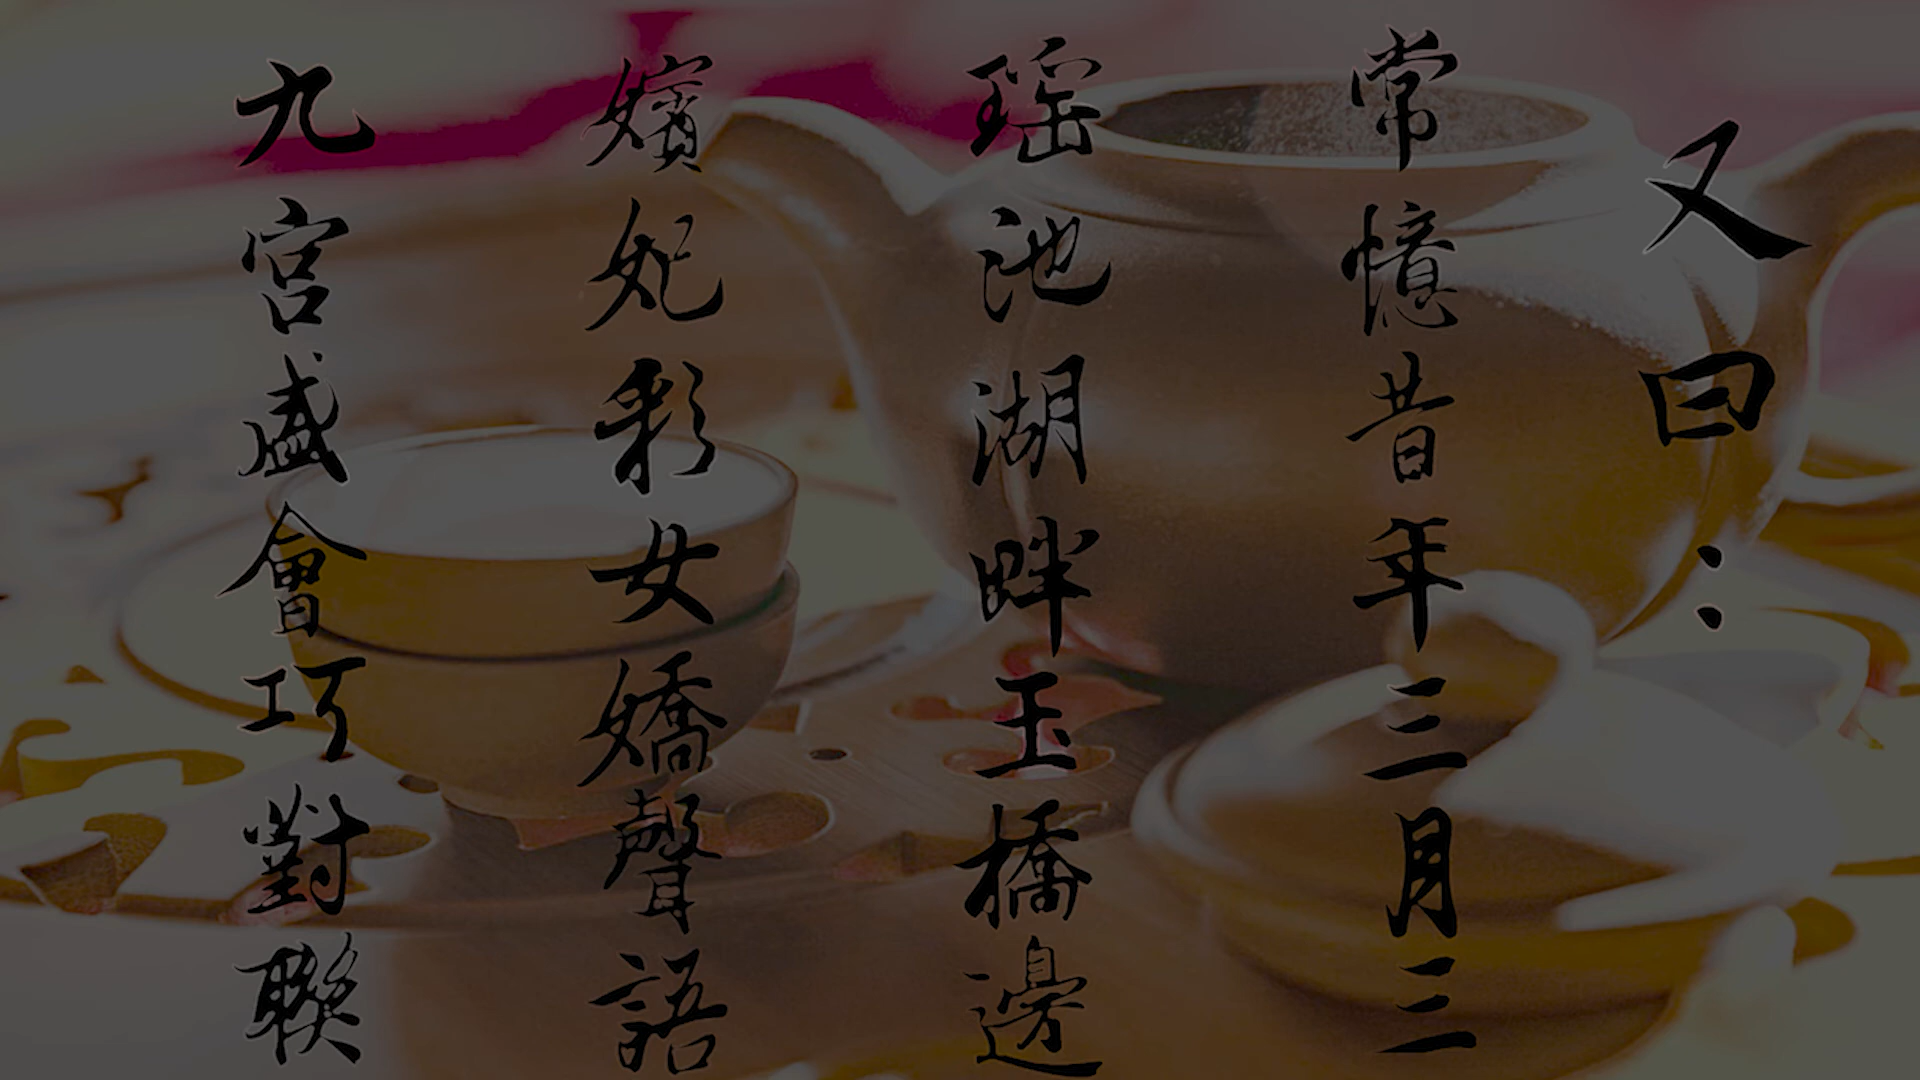 又曰：
常憶昔年三月三
瑶池湖畔玉橋邊
嬪妃彩女嬌聲語
九宮盛會巧對聯